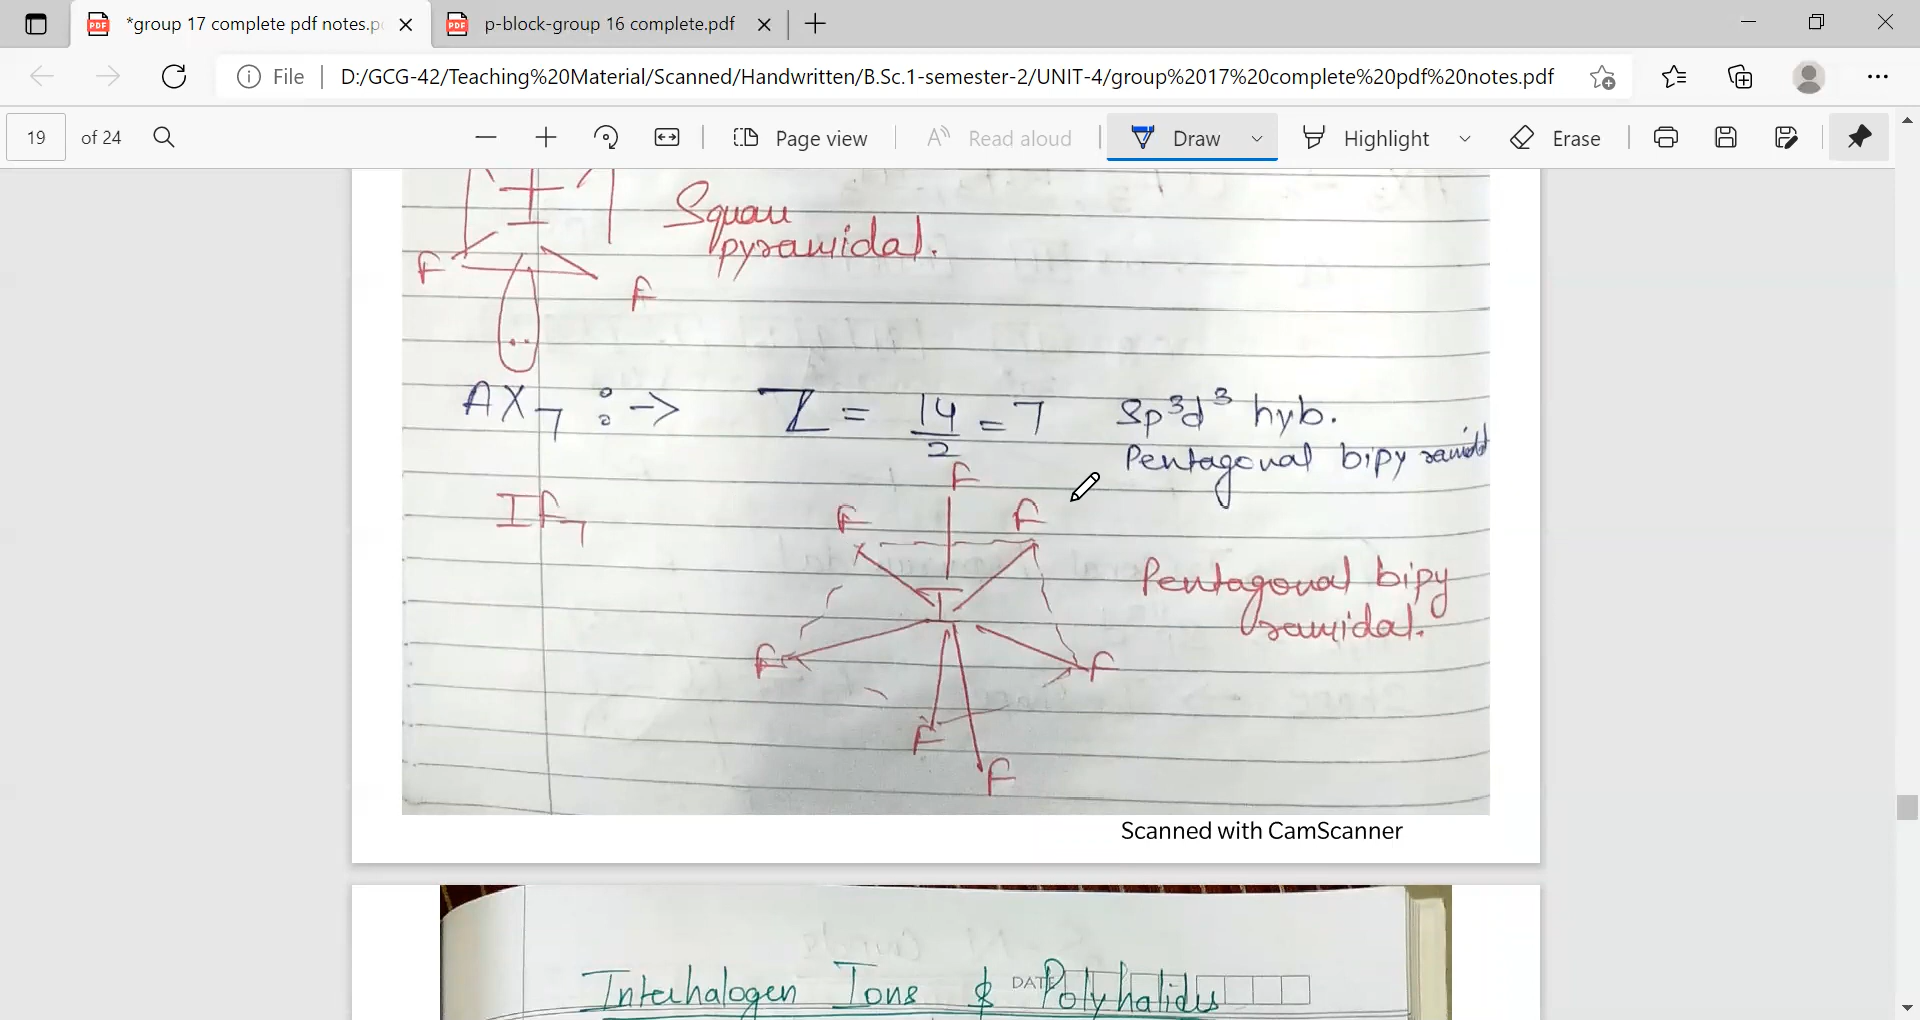 *group 17 complete pdf notes.p
p-block-group 16 complete.pdf
File
D:/GCG-42/Teaching%20Material/Scanned/Handwritten/B.Sc.1-semester-2/UNIT-4/group%2017%20complete%20pdf%20notes.pdf
19 of 24
Page view
Read aloud
Draw
Highlight
Erase
Squau
pyramidal.
F
F
AX7 :-> Z = 14/2 = 7 Sp³d³ hyb.
Pentagonal bipy
F
IF7
F
F
I
Pentagonal bipy
ramidal.
F
F
F
F
Scanned with CamScanner
Interhalogen Ions & Polyhalides
DATE